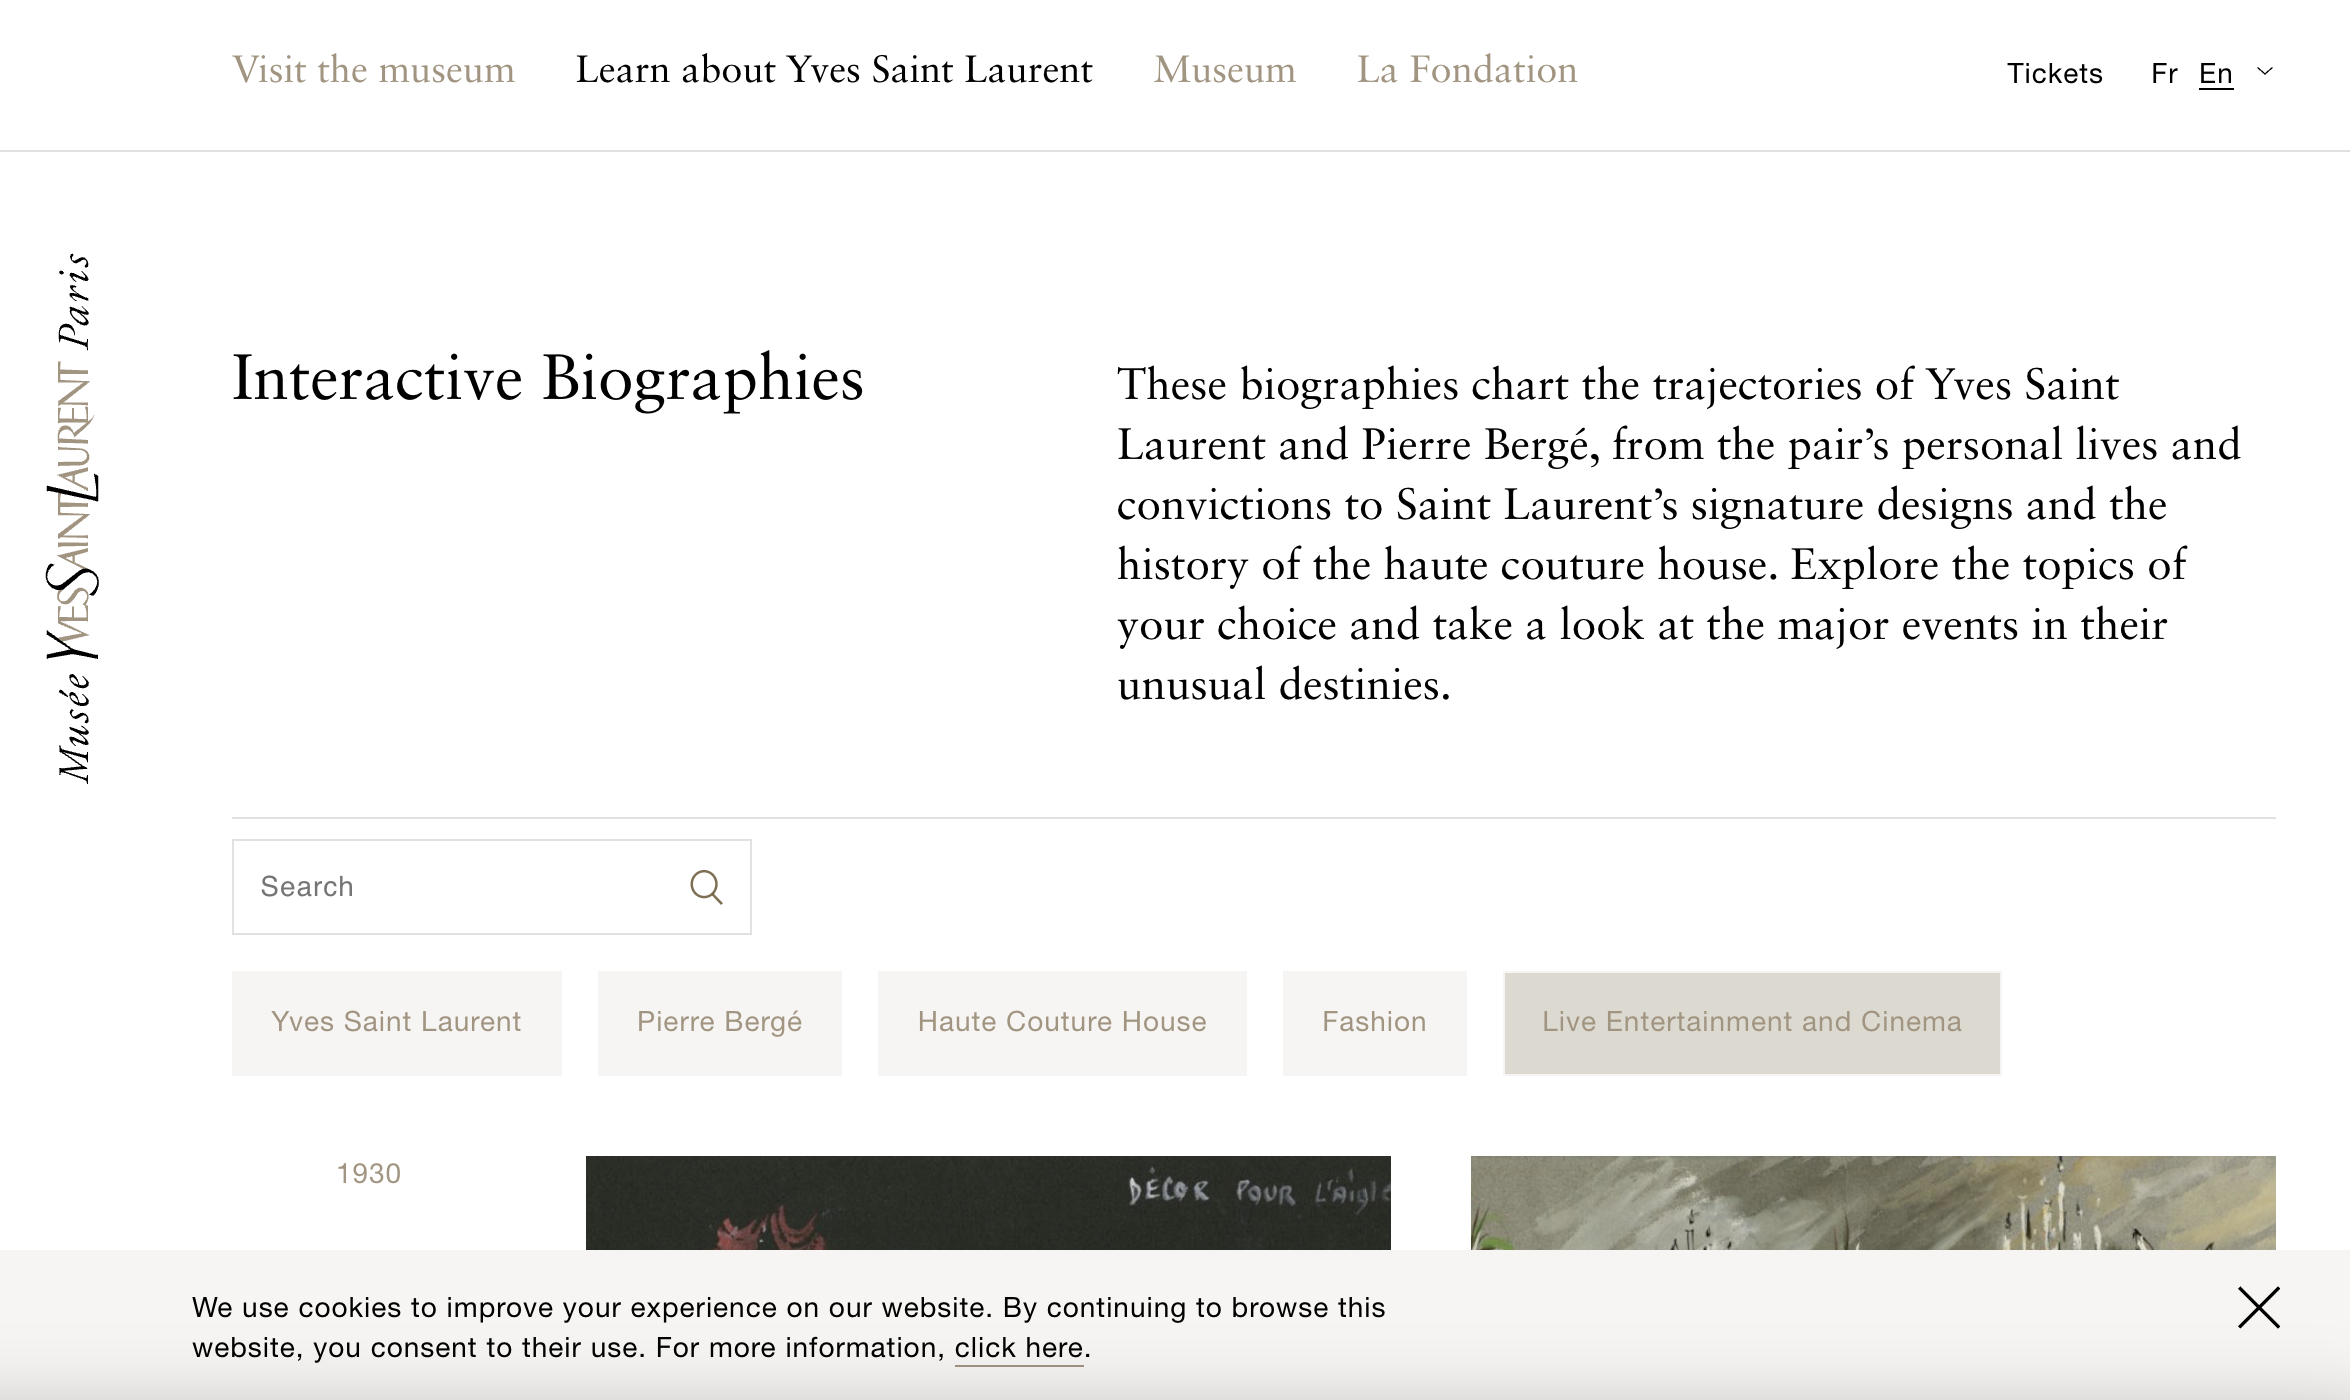 Visit the museum
Learn about Yves Saint Laurent
Museum
La Fondation
Tickets
Fr
En
Musée YVES SAINT LAURENT Paris
Interactive Biographies
These biographies chart the trajectories of Yves Saint
Laurent and Pierre Bergé, from the pair’s personal lives and
convictions to Saint Laurent’s signature designs and the
history of the haute couture house. Explore the topics of
your choice and take a look at the major events in their
unusual destinies.
Search
Yves Saint Laurent
Pierre Bergé
Haute Couture House
Fashion
Live Entertainment and Cinema
1930
DÉCOR POUR L'Aigl
We use cookies to improve your experience on our website. By continuing to browse this
website, you consent to their use. For more information, click here.